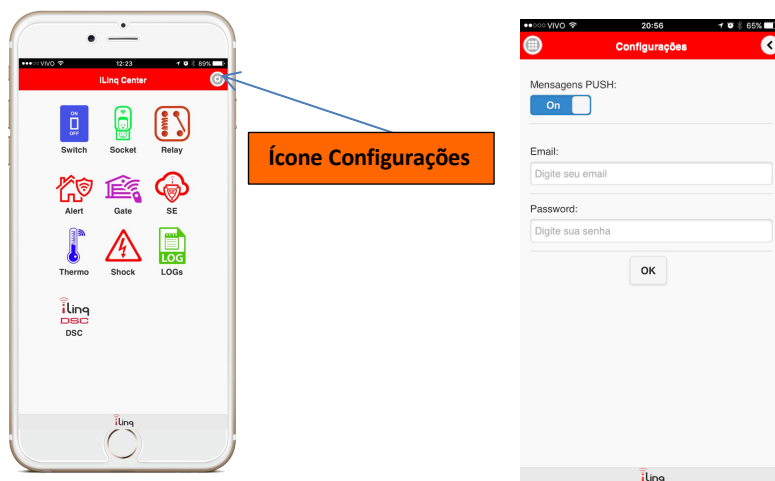 VIVO 12:23 89%
iLinq Center
ON
OFF
Switch Socket Relay
SE
Alert Gate SE
LOG
Thermo Shock LOGs
iLinq
DSC
DSC
iLinq
Ícone Configurações
VIVO 20:56 65%
Configurações
Mensagens PUSH:
On
Email:
Digite seu email
Password:
Digite sua senha
OK
iLinq